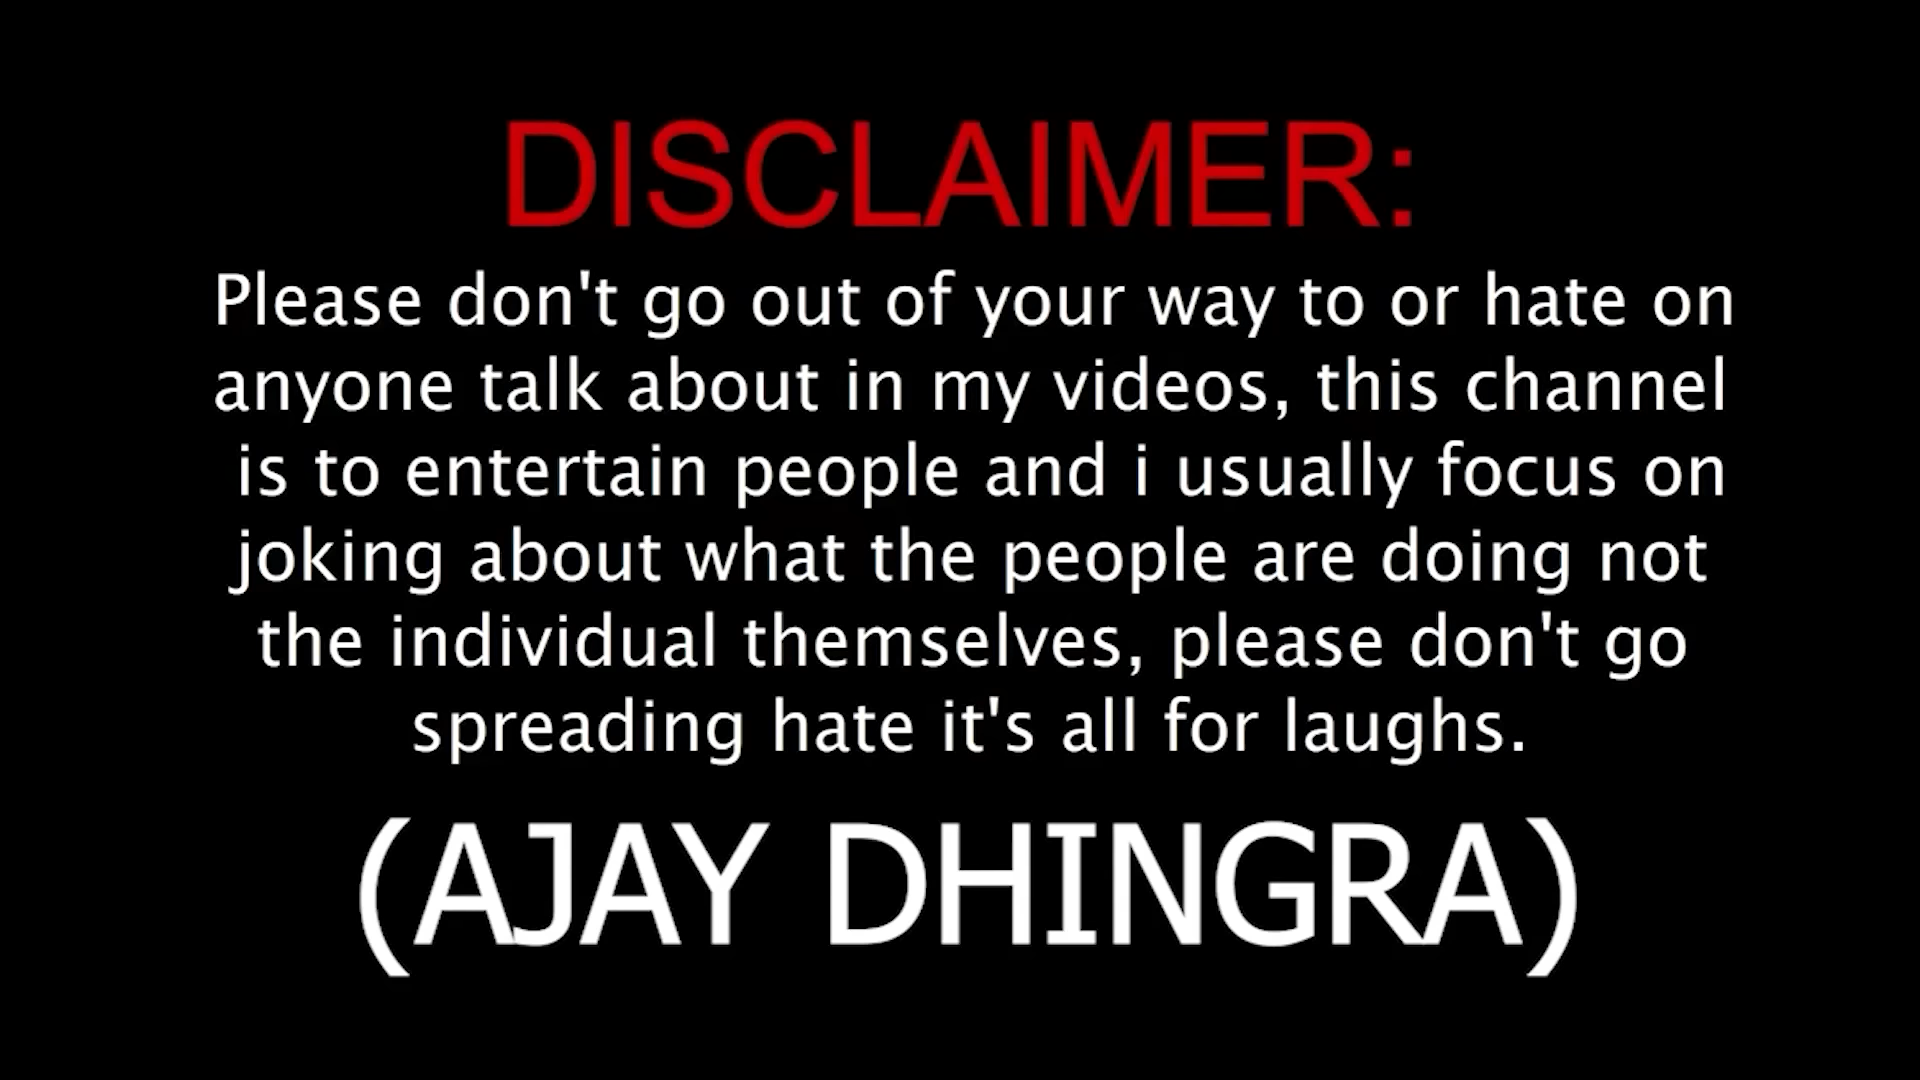 DISCLAIMER:
Please don't go out of your way to or hate on
anyone talk about in my videos, this channel
is to entertain people and i usually focus on
joking about what the people are doing not
the individual themselves, please don't go
spreading hate it's all for laughs.
(AJAY DHINGRA)